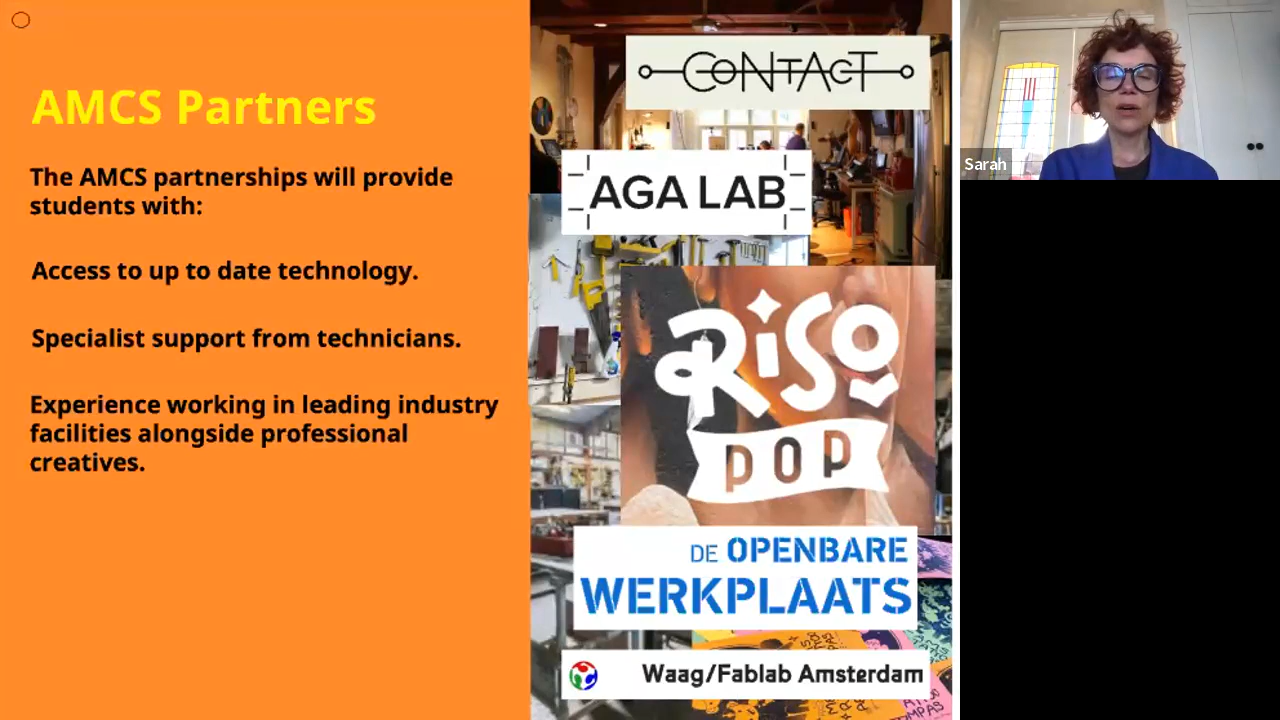 AMCS Partners
The AMCS partnerships will provide
students with:
Access to up to date technology.
Specialist support from technicians.
Experience working in leading industry
facilities alongside professional
creatives.
CONTACT
AGA LAB
RISO
POP
DE OPENBARE
WERKPLAATS
Waag/Fablab Amsterdam
Sarah